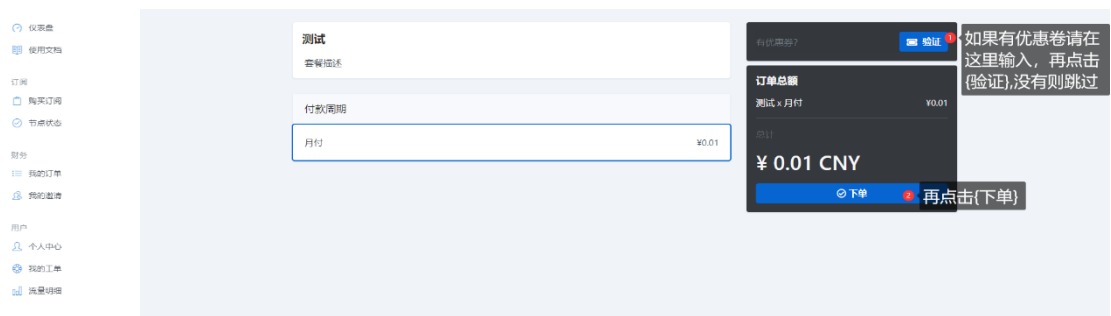 仪表盘
使用文档
订阅
购买订阅
节点状态
财务
我的订单
我的邀请
用户
个人中心
我的工单
流量明细
测试
套餐描述
付款周期
月付 ¥0.01
有优惠券?
验证
1
如果有优惠卷请在
这里输入，再点击
{验证},没有则跳过
订单总额
测试 x 月付 ¥0.01
总计
¥ 0.01 CNY
下单
2
再点击{下单}